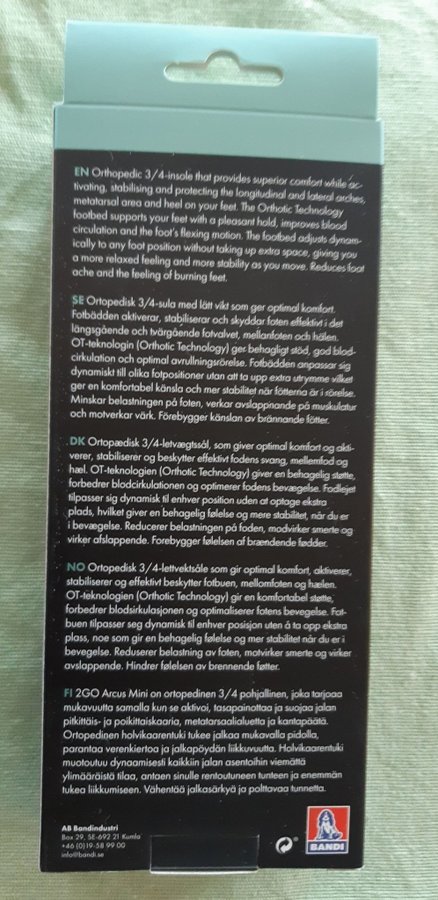 EN Orthopedic 3/4-insole that provides superior comfort while ac-
tivating, stabilising and protecting the longitudinal and lateral arches,
metatarsal area and heel on your feet. The Orthotic Technology
footbed supports your feet with a pleasant hold, improves blood
circulation and the foot's flexing motion. The footbed adjusts dynam-
ically to any foot position without taking up extra space, giving you
a more relaxed feeling and more stability as you move. Reduces foot
ache and the feeling of burning feet.
SE Ortopedisk 3/4-sula med lätt vikt som ger optimal komfort.
Fotbädden aktiverar, stabiliserar och skyddar foten effektivt i det
längsgående och tvärgående fotvalvet, mellanfoten och hälen.
OT-teknologin (Orthotic Technology) ger behagligt stöd, god blod-
cirkulation och optimal avrullningsrörelse. Fotbädden anpassar sig
dynamiskt till olika fotpositioner utan att ta upp extra utrymme vilket
ger en komfortabel känsla och mer stabilitet när fötterna är i rörelse.
Minskar belastningen på foten, verkar avslappnande på muskulatur
och motverkar värk. Förebygger känslan av brännande fötter.
DK Ortopædisk 3/4-letvægtssål, som giver optimal komfort og akti-
verer, stabiliserer og beskytter effektivt fodens svang, mellemfod og
hæl. OT-teknologien (Orthotic Technology) giver en behagelig støtte,
forbedrer blodcirkulationen og optimerer fodens bevægelse. Fodlejet
tilpasser sig dynamisk til enhver position uden at optage ekstra
plads, hvilket giver en behagelig følelse og mere stabilitet, når du er
i bevægelse. Reducerer belastningen på foden, modvirker smerte og
virker afslappende. Forebygger følelsen af brændende fødder.
NO Ortopedisk 3/4-lettvektsåle som gir optimal komfort, aktiverer,
stabiliserer og effektivt beskytter fotbuen, mellomfoten og hælen.
OT-teknologien (Orthotic Technology) gir en komfortabel støtte,
forbedrer blodsirkulasjonen og optimaliserer fotens bevegelse. Fot-
buen tilpasser seg dynamisk til enhver posisjon uten å ta opp ekstra
plass, noe som gir en behagelig følelse og mer stabilitet når du er i
bevegelse. Reduserer belastning av foten, motvirker smerte og virker
avslappende. Hindrer følelsen av brennende føtter.
FI 2GO Arcus Mini on ortopedinen 3/4 pohjallinen, joka tarjoaa
mukavuutta samalla kun se aktivoi, tasapainottaa ja suojaa jalan
pitkittäis- ja poikittaiskaaria, metatarsaalialuetta ja kantapäätä.
Ortopedinen holvikaarentuki tukee jalkaa mukavalla pidolla,
parantaa verenkiertoa ja jalkapöydän liikkuvuutta. Holvikaarentuki
muotoutuu dynaamisesti kaikkiin jalan asentoihin viemättä
ylimääräistä tilaa, antaen sinulle rentoutuneen tunteen ja enemmän
tukea liikkumiseen. Vähentää jalkasärkyä ja polttavaa tunnetta.
AB Bandindustri
Box 29, SE-692 21 Kumla
+46 (0)19-58 99 00
info@bandi.se
BANDI